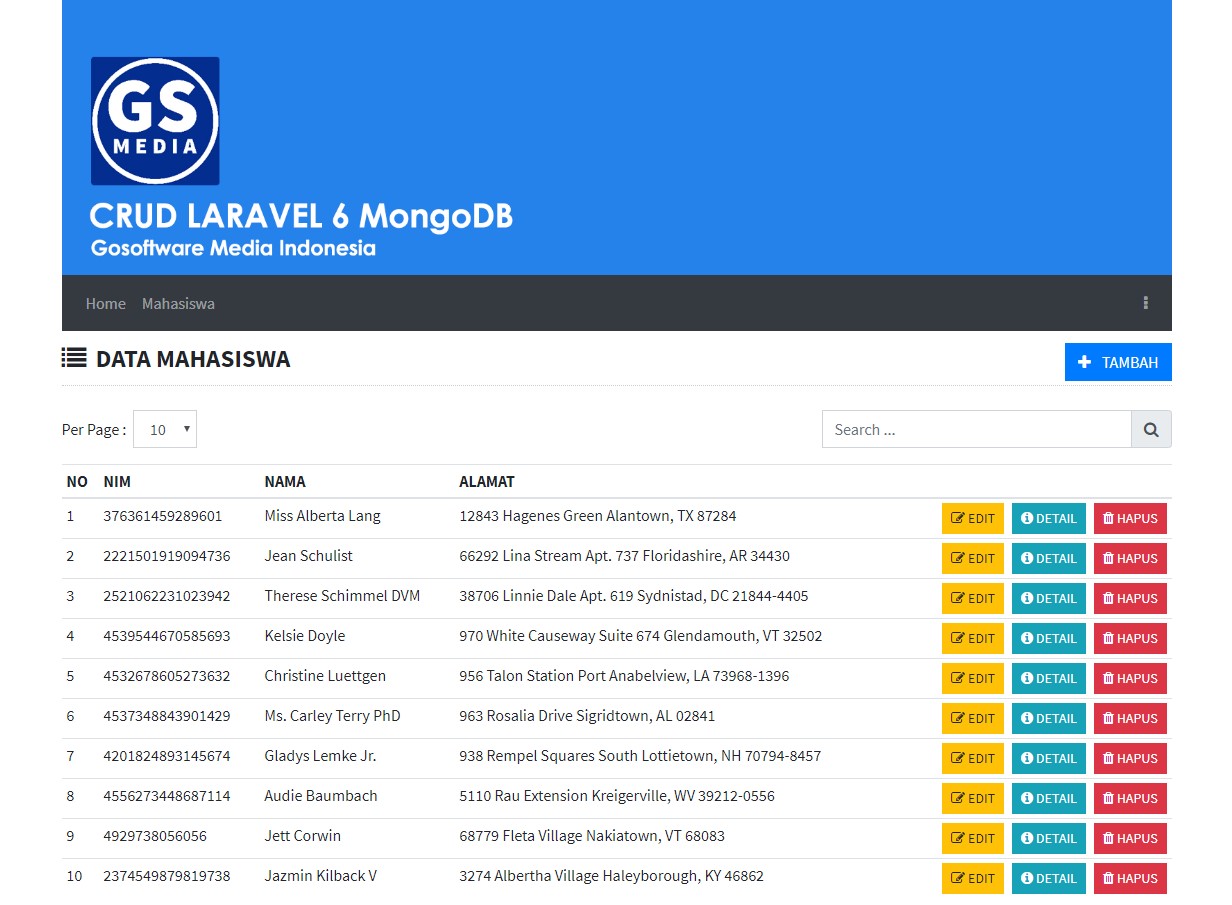 GS
MEDIA
CRUD LARAVEL 6 MongoDB
Gosoftware Media Indonesia
Home Mahasiswa
DATA MAHASISWA + TAMBAH
Per Page : 10 Search ...
NO NIM NAMA ALAMAT
1 376361459289601 Miss Alberta Lang 12843 Hagenes Green Alantown, TX 87284 EDIT DETAIL HAPUS
2 2221501919094736 Jean Schulist 66292 Lina Stream Apt. 737 Floridashire, AR 34430 EDIT DETAIL HAPUS
3 2521062231023942 Therese Schimmel DVM 38706 Linnie Dale Apt. 619 Sydnistad, DC 21844-4405 EDIT DETAIL HAPUS
4 4539544670585693 Kelsie Doyle 970 White Causeway Suite 674 Glendamouth, VT 32502 EDIT DETAIL HAPUS
5 4532678605273632 Christine Luettgen 956 Talon Station Port Anabelview, LA 73968-1396 EDIT DETAIL HAPUS
6 4537348843901429 Ms. Carley Terry PhD 963 Rosalia Drive Sigridtown, AL 02841 EDIT DETAIL HAPUS
7 4201824893145674 Gladys Lemke Jr. 938 Rempel Squares South Lottietown, NH 70794-8457 EDIT DETAIL HAPUS
8 4556273448687114 Audie Baumbach 5110 Rau Extension Kreigerville, WV 39212-0556 EDIT DETAIL HAPUS
9 4929738056056 Jett Corwin 68779 Fleta Village Nakiatown, VT 68083 EDIT DETAIL HAPUS
10 2374549879819738 Jazmin Kilback V 3274 Albertha Village Haleyborough, KY 46862 EDIT DETAIL HAPUS